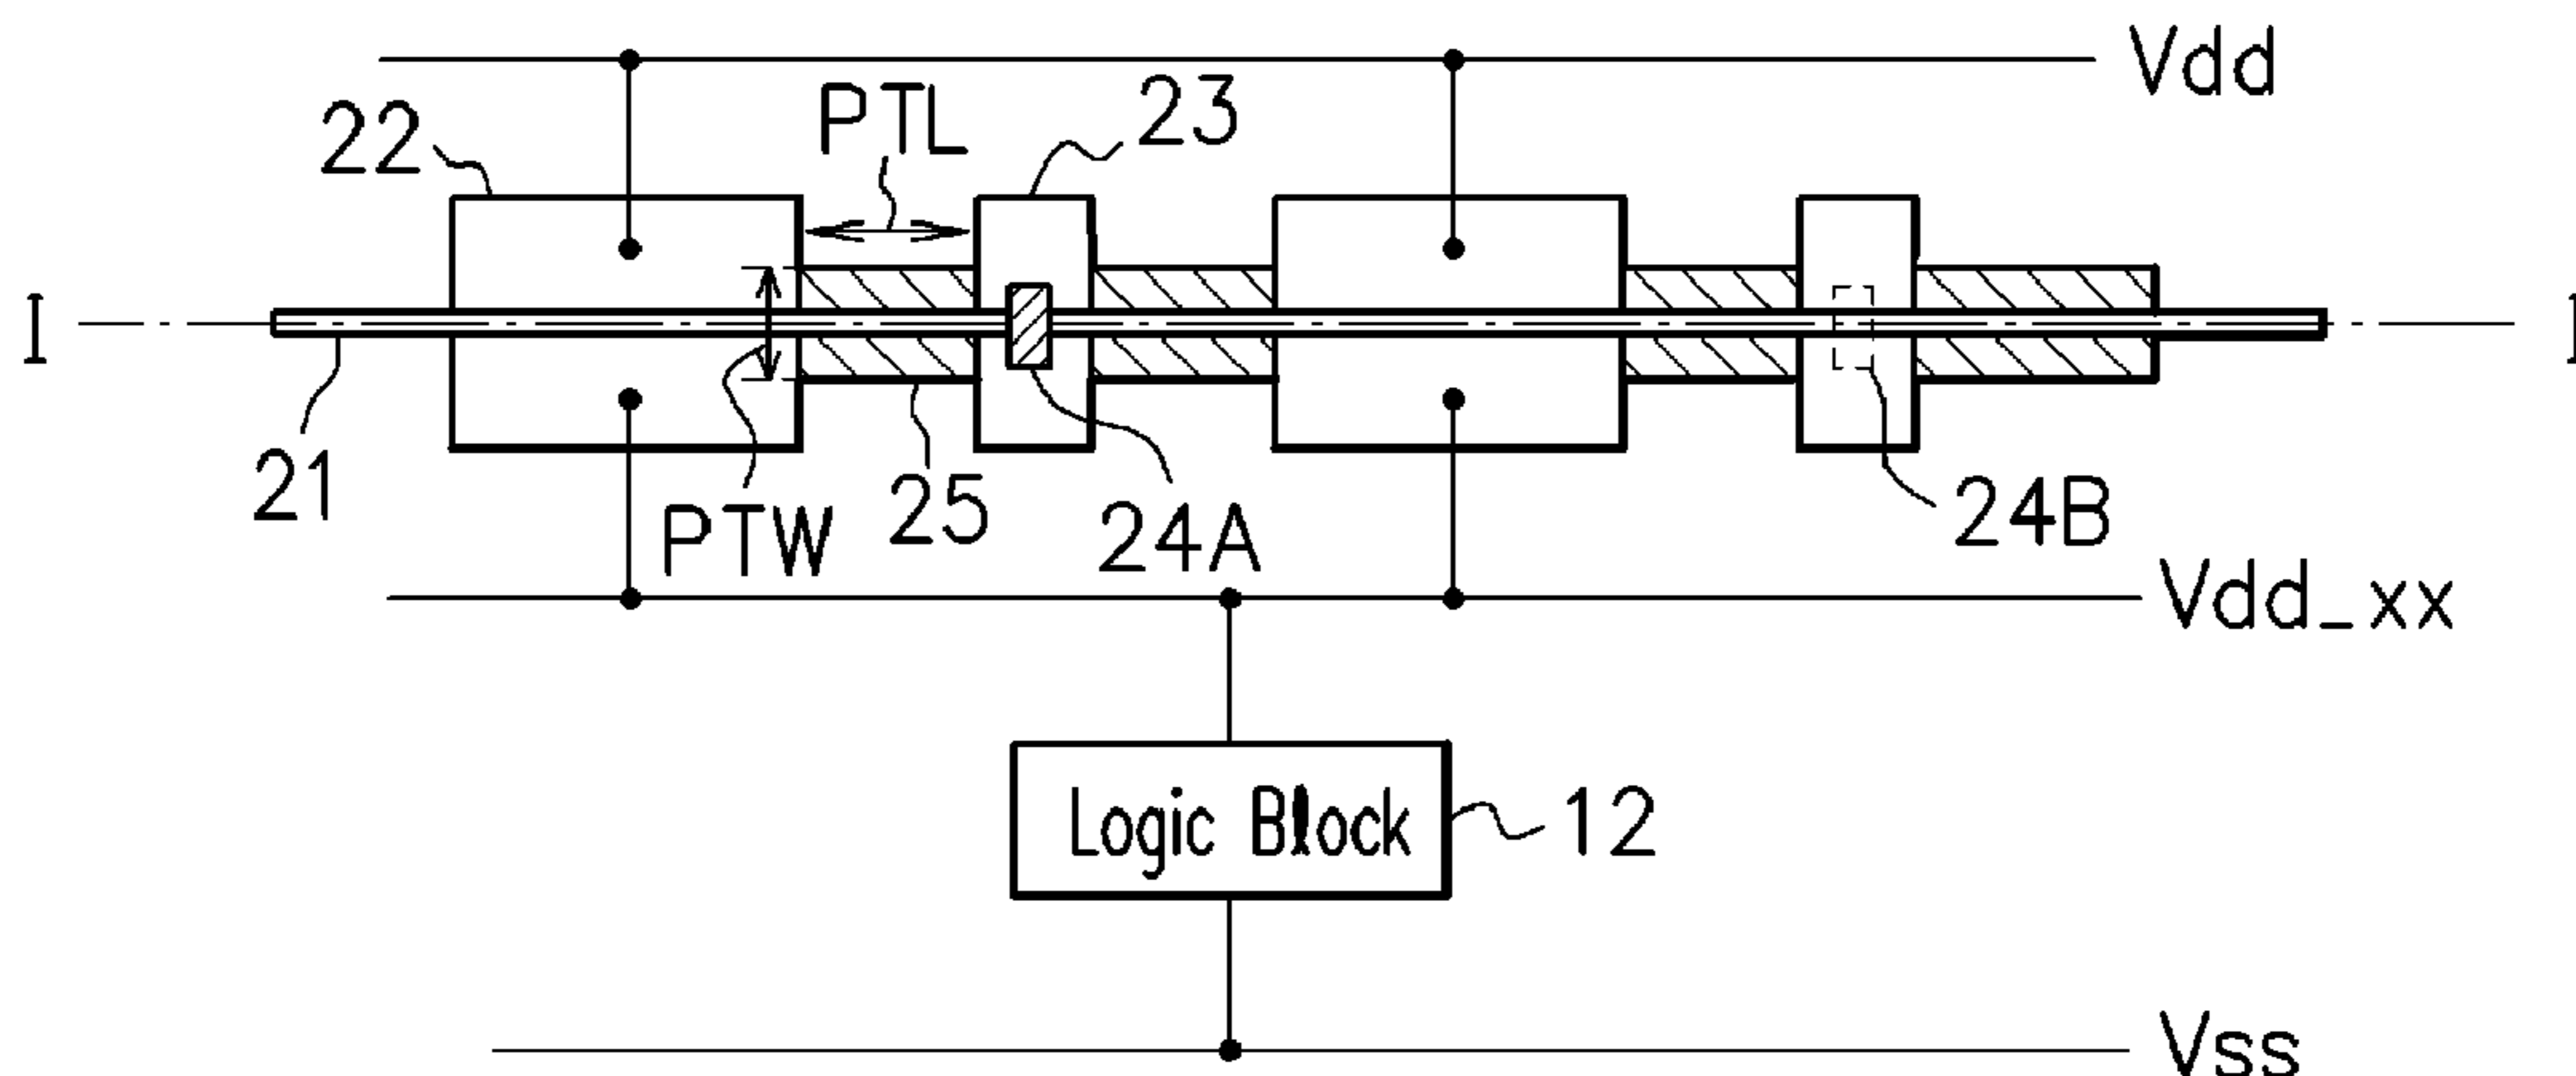 Vdd
PTL
23
22
I
I
21
PTW
25
24A
24B
Vdd_xx
Logic Block
12
Vss